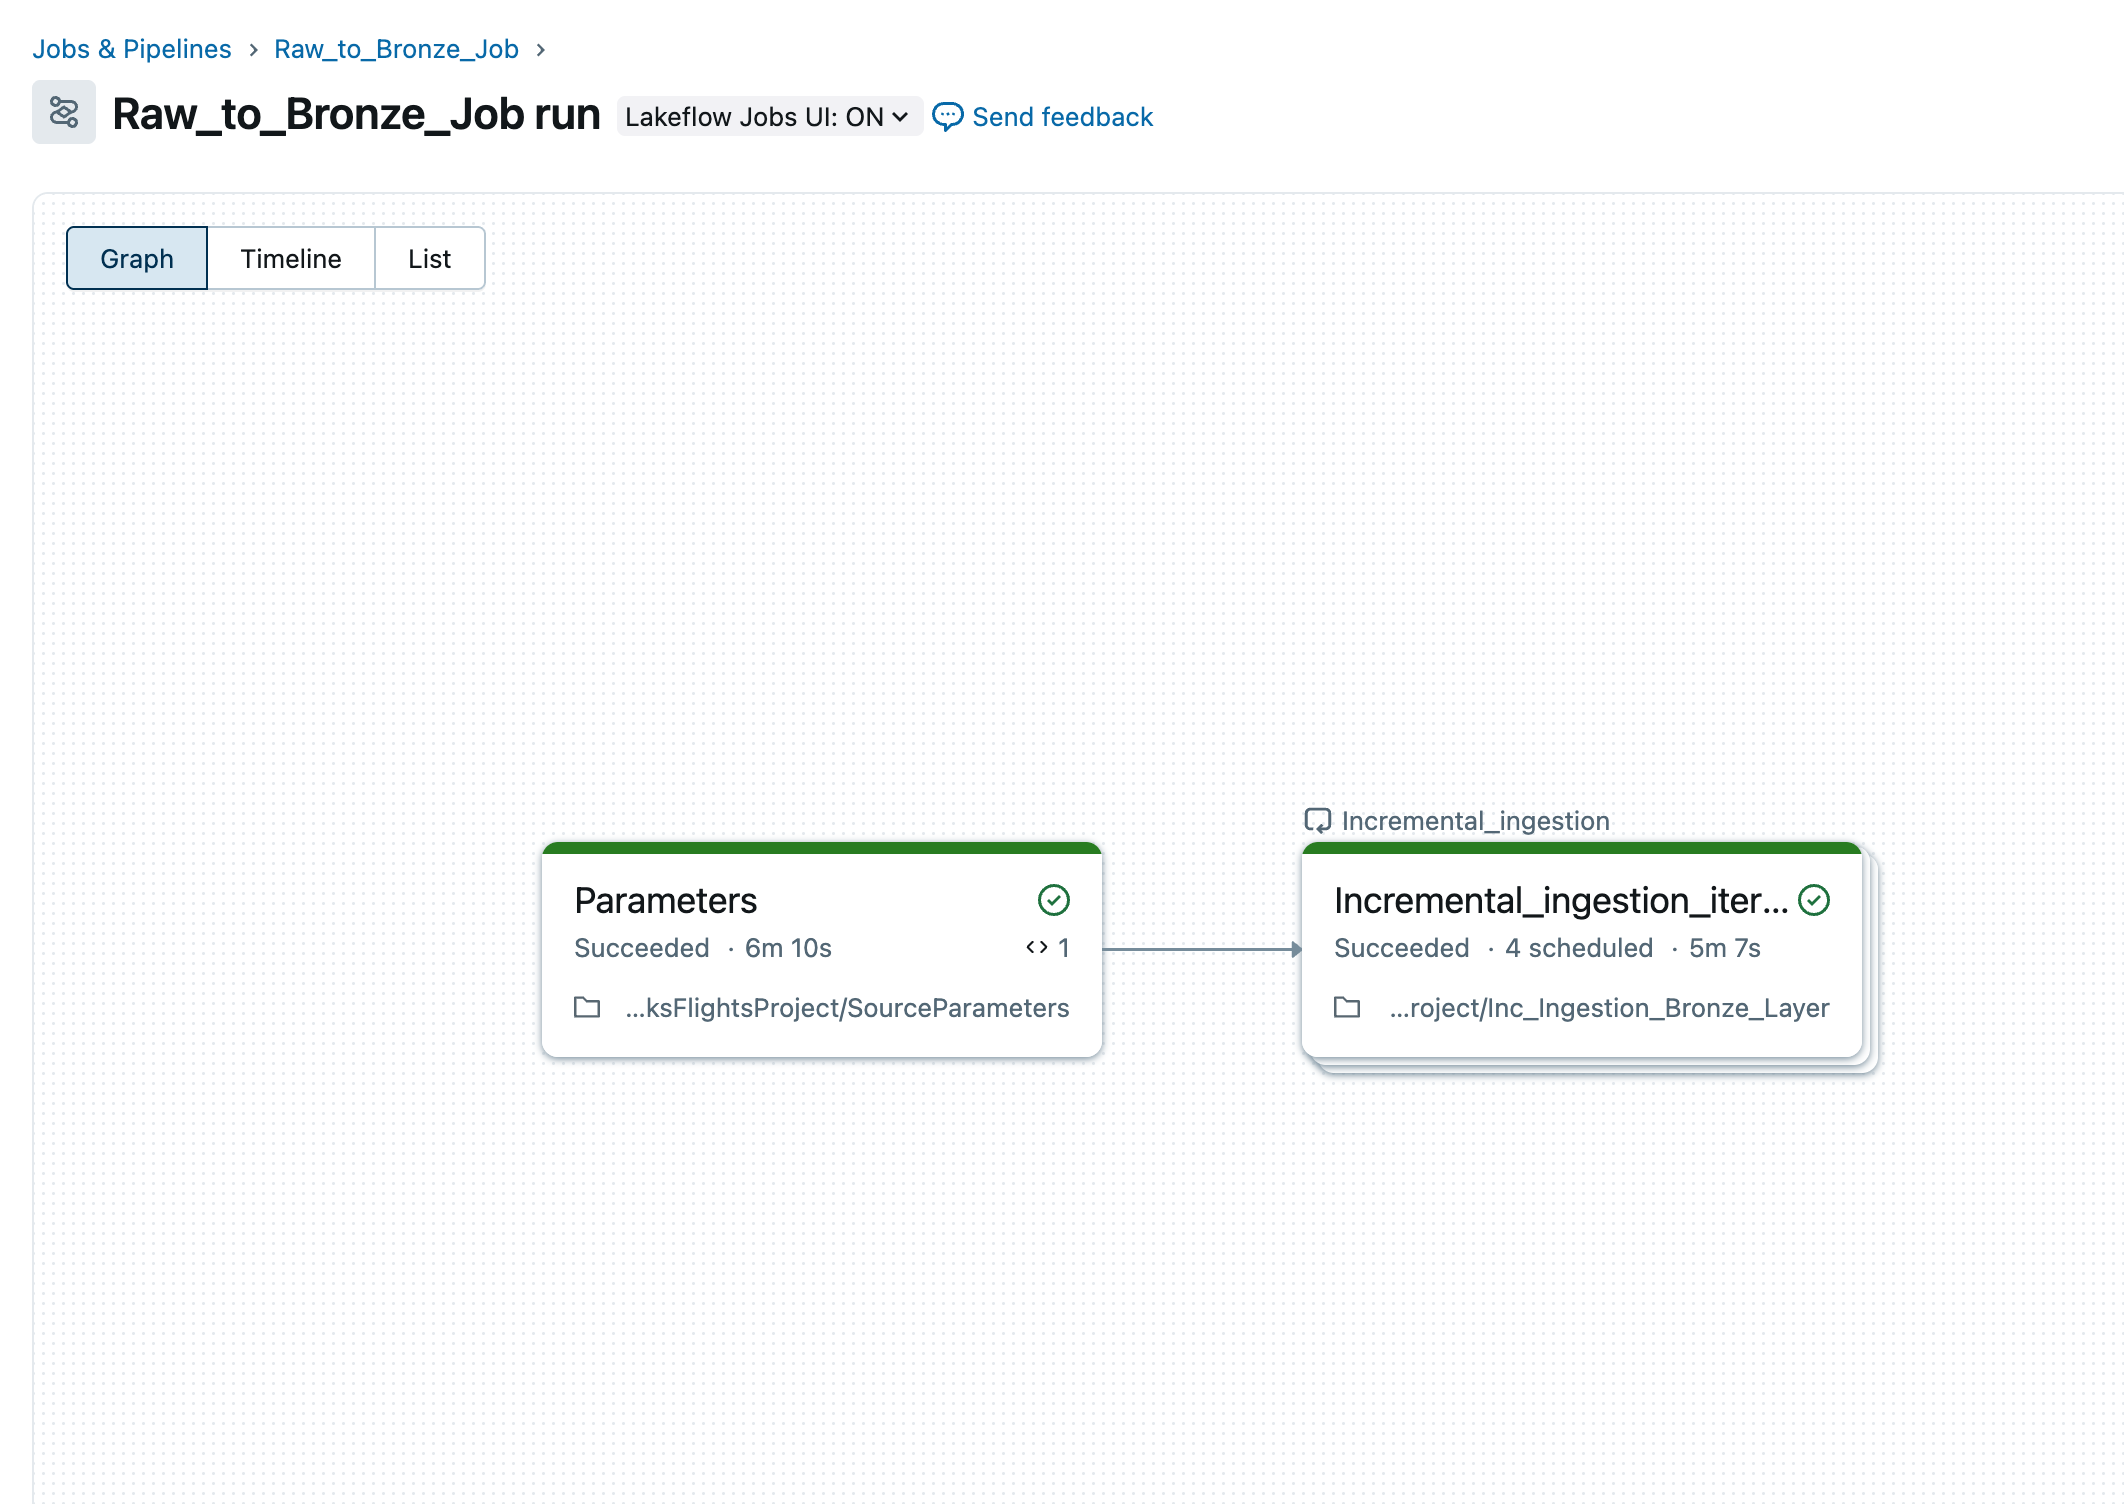 Jobs & Pipelines > Raw_to_Bronze_Job >
Raw_to_Bronze_Job run Lakeflow Jobs UI: ON Send feedback
Graph Timeline List
Incremental_ingestion
Parameters
Succeeded · 6m 10s <> 1
...ksFlightsProject/SourceParameters
Incremental_ingestion_iter...
Succeeded · 4 scheduled · 5m 7s
...roject/Inc_Ingestion_Bronze_Layer